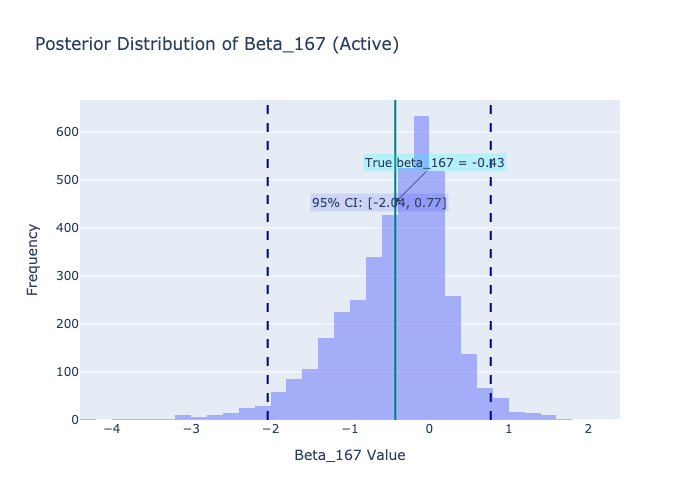 Posterior Distribution of Beta_167 (Active)
600
True beta_167 = -0.43
500
95% CI: [-2.04, 0.77]
400
300
200
100
0
Frequency
−4 −3 −2 −1 0 1 2
Beta_167 Value